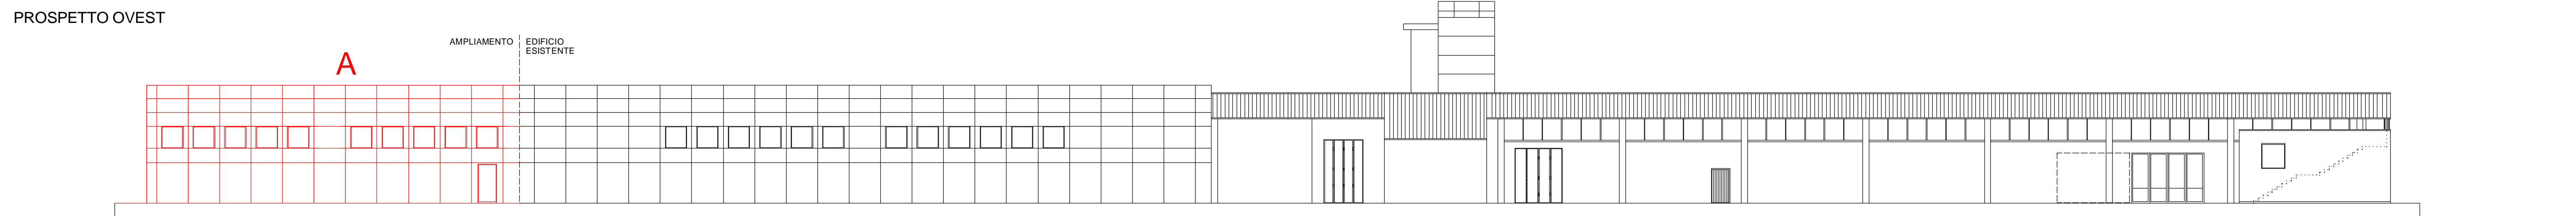 PROSPETTO OVEST
AMPLIAMENTO
EDIFICIO
ESISTENTE
A